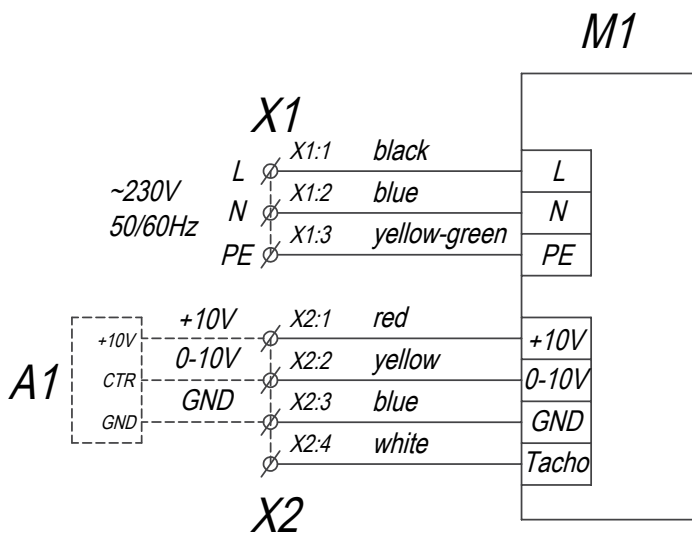 M1
X1
L X1:1 black L
~230V
N X1:2 blue N
50/60Hz
PE X1:3 yellow-green PE
+10V +10V X2:1 red +10V
A1
CTR 0-10V X2:2 yellow 0-10V
GND GND X2:3 blue GND
X2:4 white Tacho
X2